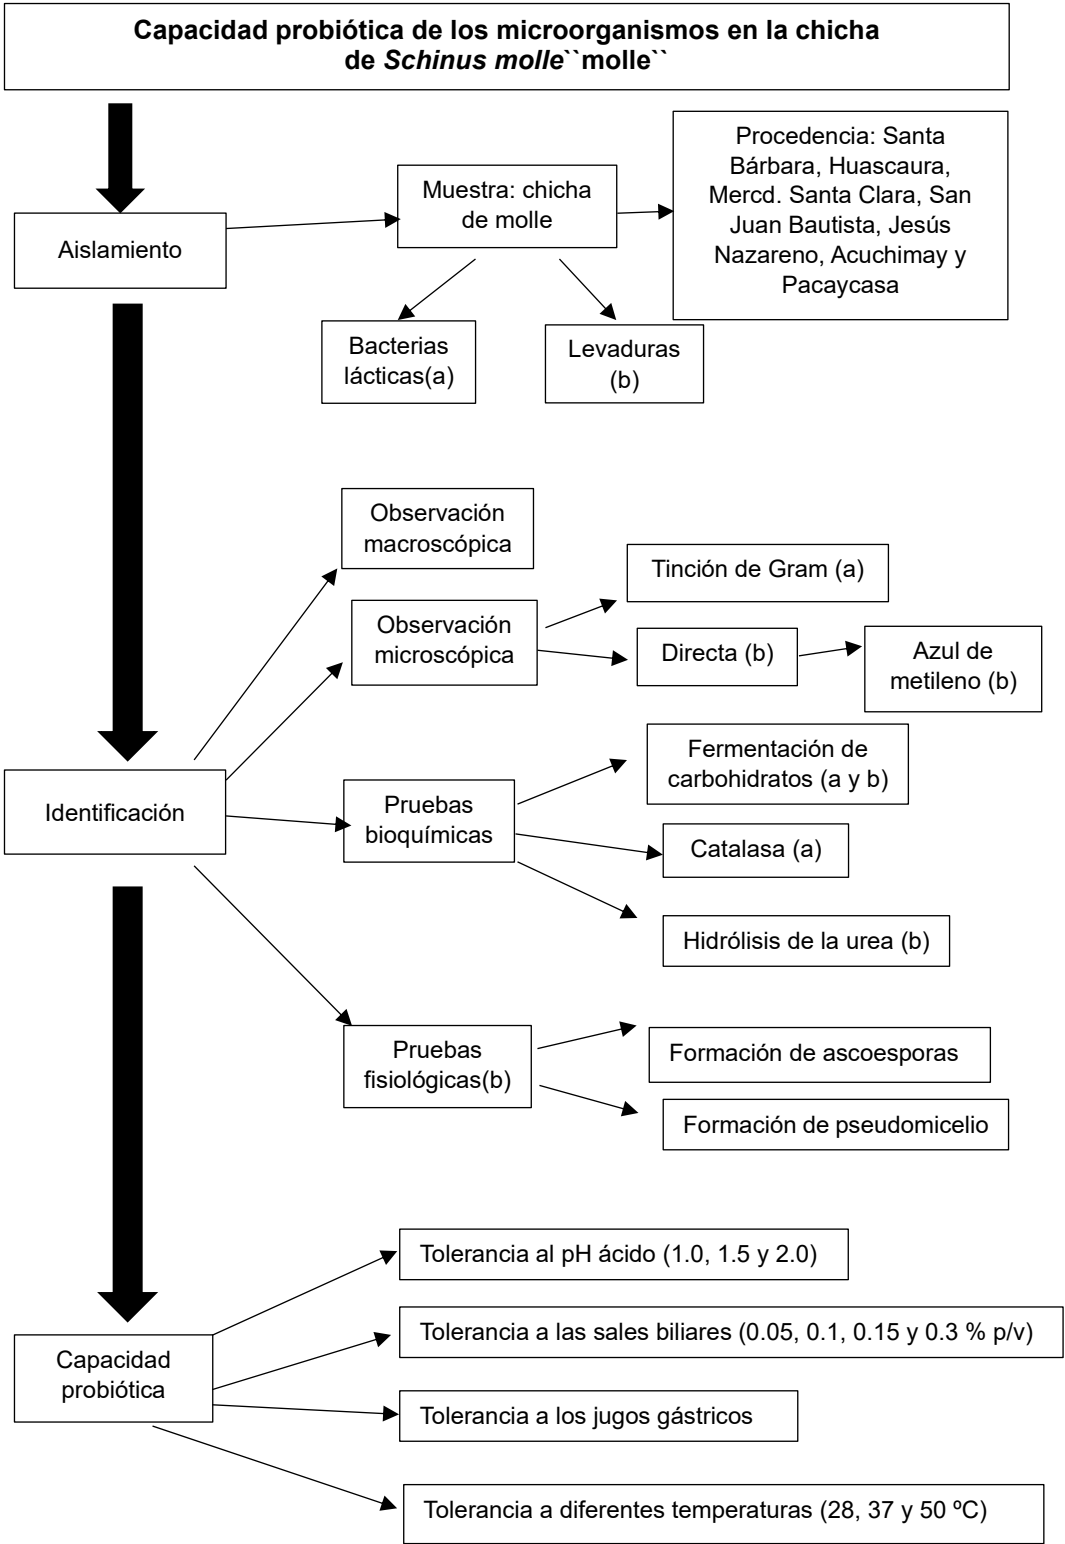 Capacidad probiótica de los microorganismos en la chicha
de Schinus molle``molle``
Aislamiento
Muestra: chicha
de molle
Procedencia: Santa
Bárbara, Huascaura,
Mercd. Santa Clara, San
Juan Bautista, Jesús
Nazareno, Acuchimay y
Pacaycasa
Bacterias
lácticas(a)
Levaduras
(b)
Identificación
Observación
macroscópica
Observación
microscópica
Tinción de Gram (a)
Directa (b)
Azul de
metileno (b)
Pruebas
bioquímicas
Fermentación de
carbohidratos (a y b)
Catalasa (a)
Hidrólisis de la urea (b)
Pruebas
fisiológicas(b)
Formación de ascoesporas
Formación de pseudomicelio
Capacidad
probiótica
Tolerancia al pH ácido (1.0, 1.5 y 2.0)
Tolerancia a las sales biliares (0.05, 0.1, 0.15 y 0.3 % p/v)
Tolerancia a los jugos gástricos
Tolerancia a diferentes temperaturas (28, 37 y 50 ºC)